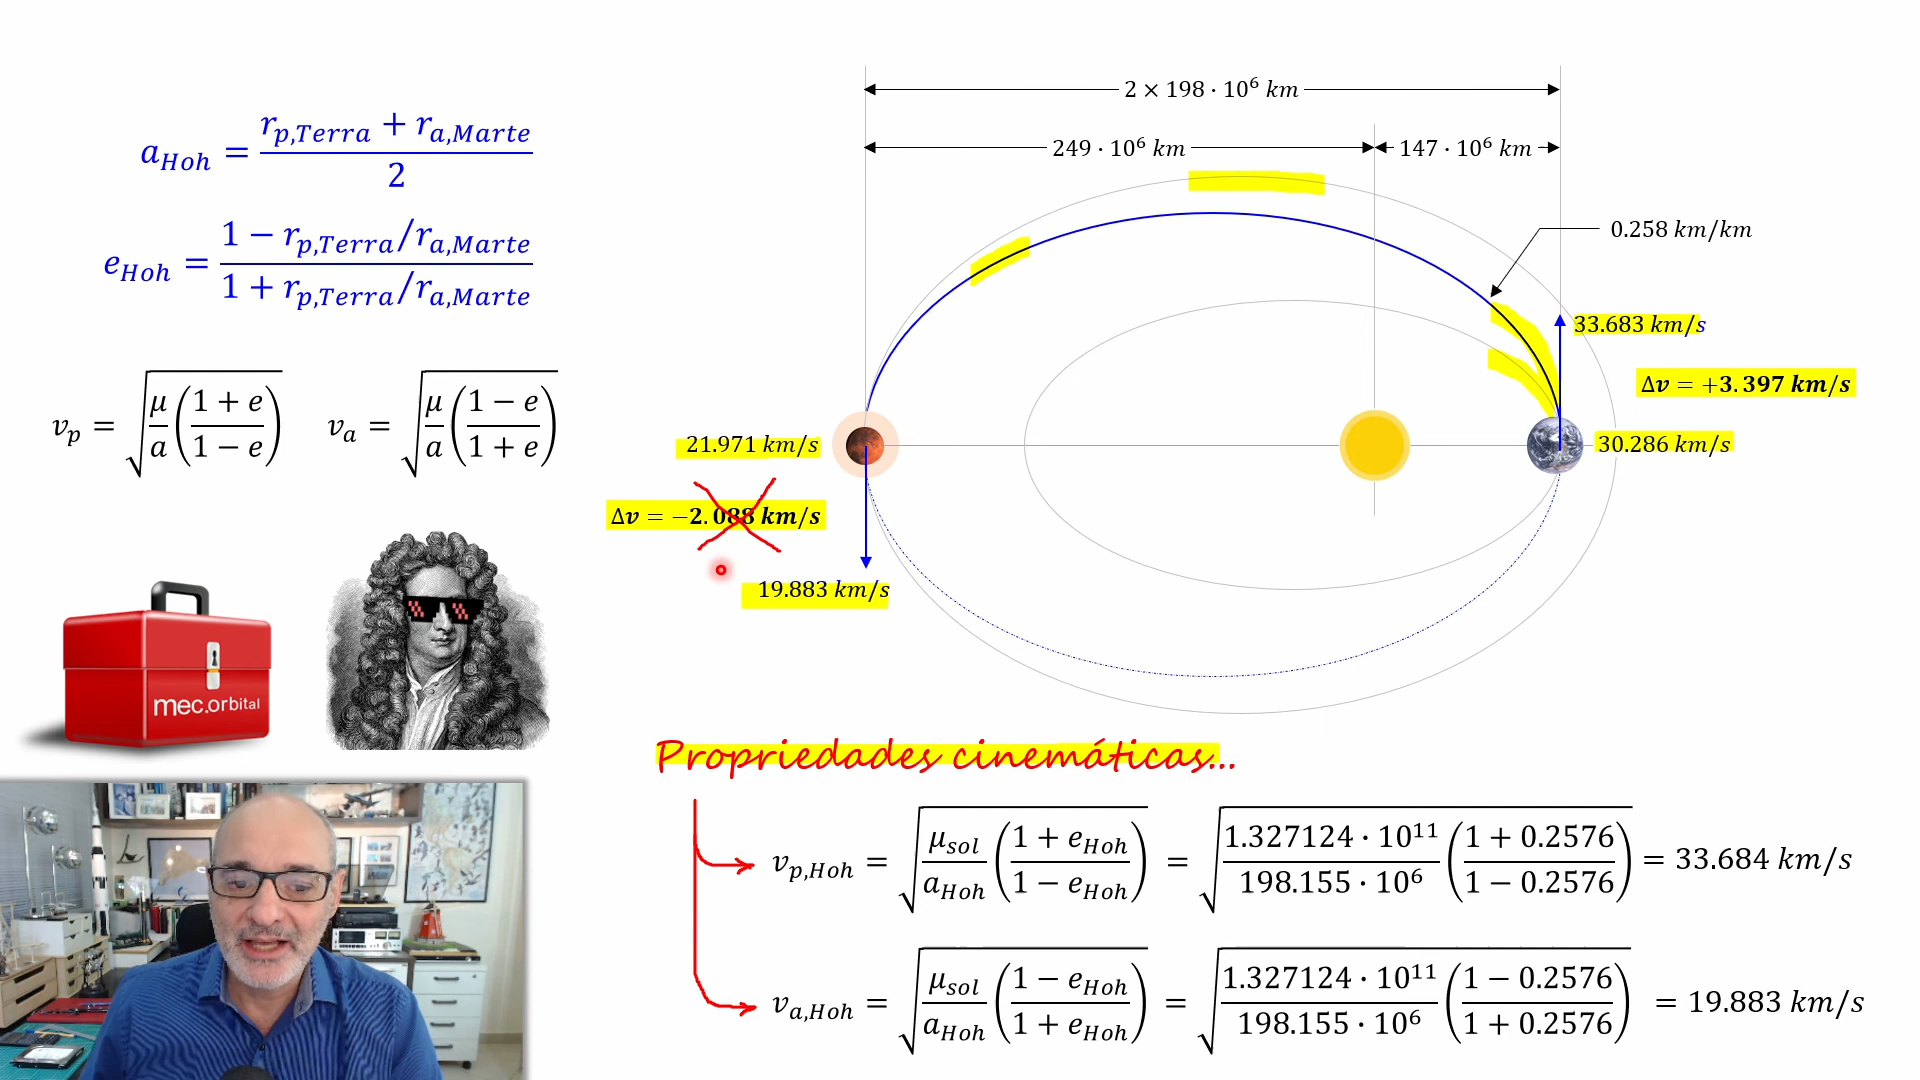 a_Hoh = (r_p,Terra + r_a,Marte) / 2
e_Hoh = (1 − r_p,Terra/r_a,Marte) / (1 + r_p,Terra/r_a,Marte)
v_p = √(μ/a ((1 + e)/(1 − e)))
v_a = √(μ/a ((1 − e)/(1 + e)))
mec.orbital
2 × 198 · 10⁶ km
249 · 10⁶ km
147 · 10⁶ km
0.258 km/km
33.683 km/s
Δv = +3.397 km/s
21.971 km/s
30.286 km/s
Δv = −2.088 km/s
19.883 km/s
Propriedades cinemáticas...
v_p,Hoh = √(μ_sol/a_Hoh ((1 + e_Hoh)/(1 − e_Hoh))) = √(1.327124 · 10¹¹/198.155 · 10⁶ ((1 + 0.2576)/(1 − 0.2576))) = 33.684 km/s
v_a,Hoh = √(μ_sol/a_Hoh ((1 − e_Hoh)/(1 + e_Hoh))) = √(1.327124 · 10¹¹/198.155 · 10⁶ ((1 − 0.2576)/(1 + 0.2576))) = 19.883 km/s